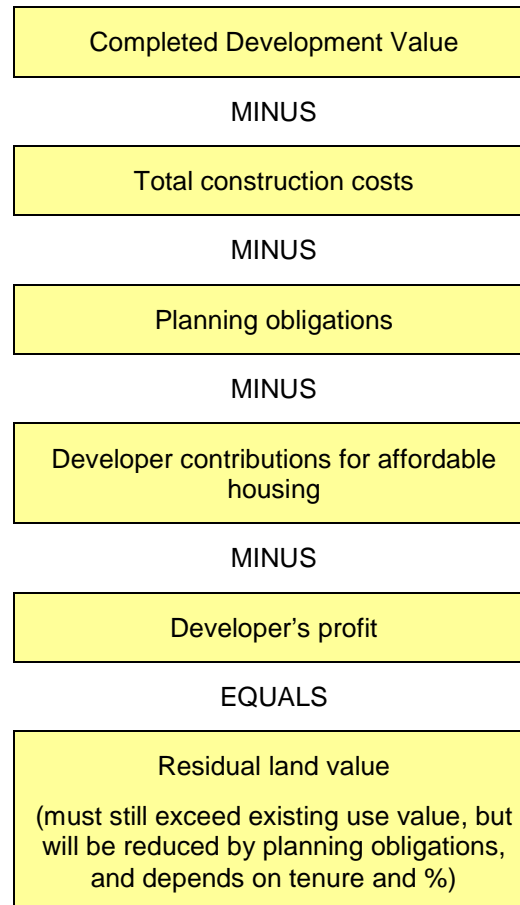 Completed Development Value
MINUS
Total construction costs
MINUS
Planning obligations
MINUS
Developer contributions for affordable
housing
MINUS
Developer’s profit
EQUALS
Residual land value
(must still exceed existing use value, but
will be reduced by planning obligations,
and depends on tenure and %)